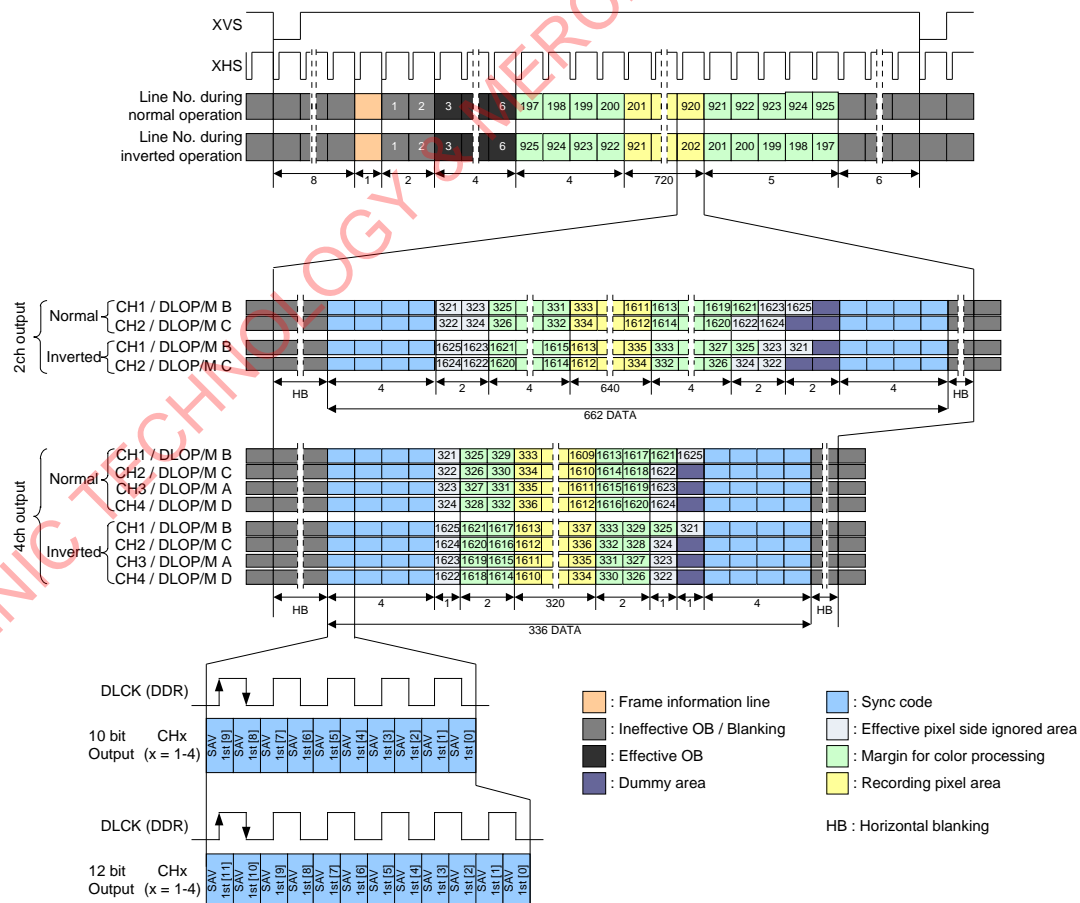 XVS
XHS
Line No. during normal operation
1 2 3 6 197 198 199 200 201 920 921 922 923 924 925
Line No. during inverted operation
1 2 3 6 925 924 923 922 921 202 201 200 199 198 197
8 1 2 4 4 720 5 6
2ch output
Normal
CH1 / DLOP/M B 321 323 325 331 333 1611 1613 1619 1621 1623 1625
CH2 / DLOP/M C 322 324 326 332 334 1612 1614 1620 1622 1624
Inverted
CH1 / DLOP/M B 1625 1623 1621 1615 1613 335 333 327 325 323 321
CH2 / DLOP/M C 1624 1622 1620 1614 1612 334 332 326 324 322
HB 4 2 4 640 4 2 2 4 HB
662 DATA
4ch output
Normal
CH1 / DLOP/M B 321 325 329 333 1609 1613 1617 1621 1625
CH2 / DLOP/M C 322 326 330 334 1610 1614 1618 1622
CH3 / DLOP/M A 323 327 331 335 1611 1615 1619 1623
CH4 / DLOP/M D 324 328 332 336 1612 1616 1620 1624
Inverted
CH1 / DLOP/M B 1625 1621 1617 1613 337 333 329 325 321
CH2 / DLOP/M C 1624 1620 1616 1612 336 332 328 324
CH3 / DLOP/M A 1623 1619 1615 1611 335 331 327 323
CH4 / DLOP/M D 1622 1618 1614 1610 334 330 326 322
HB 4 1 2 320 2 1 1 4 HB
336 DATA
DLCK (DDR)
10 bit Output CHx (x = 1-4)
SAV 1st [9] SAV 1st [8] SAV 1st [7] SAV 1st [6] SAV 1st [5] SAV 1st [4] SAV 1st [3] SAV 1st [2] SAV 1st [1] SAV 1st [0]
DLCK (DDR)
12 bit Output CHx (x = 1-4)
SAV 1st [11] SAV 1st [10] SAV 1st [9] SAV 1st [8] SAV 1st [7] SAV 1st [6] SAV 1st [5] SAV 1st [4] SAV 1st [3] SAV 1st [2] SAV 1st [1] SAV 1st [0]
: Frame information line
: Ineffective OB / Blanking
: Effective OB
: Dummy area
: Sync code
: Effective pixel side ignored area
: Margin for color processing
: Recording pixel area
HB : Horizontal blanking
NIC TECHNOLOGY & MERO